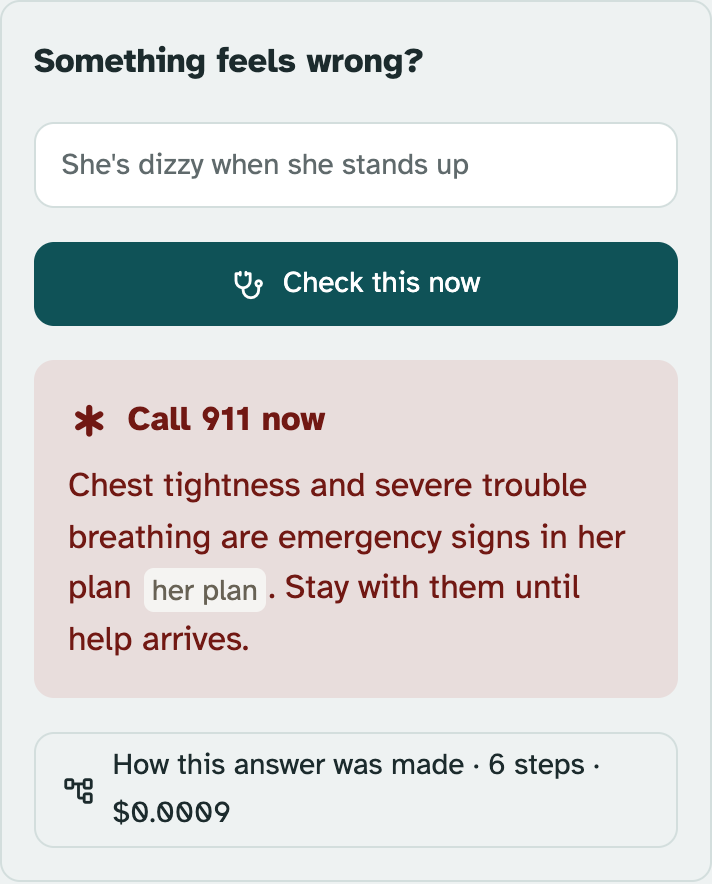 Something feels wrong?
She's dizzy when she stands up
Check this now
Call 911 now
Chest tightness and severe trouble
breathing are emergency signs in her
plan her plan. Stay with them until
help arrives.
How this answer was made · 6 steps ·
$0.0009